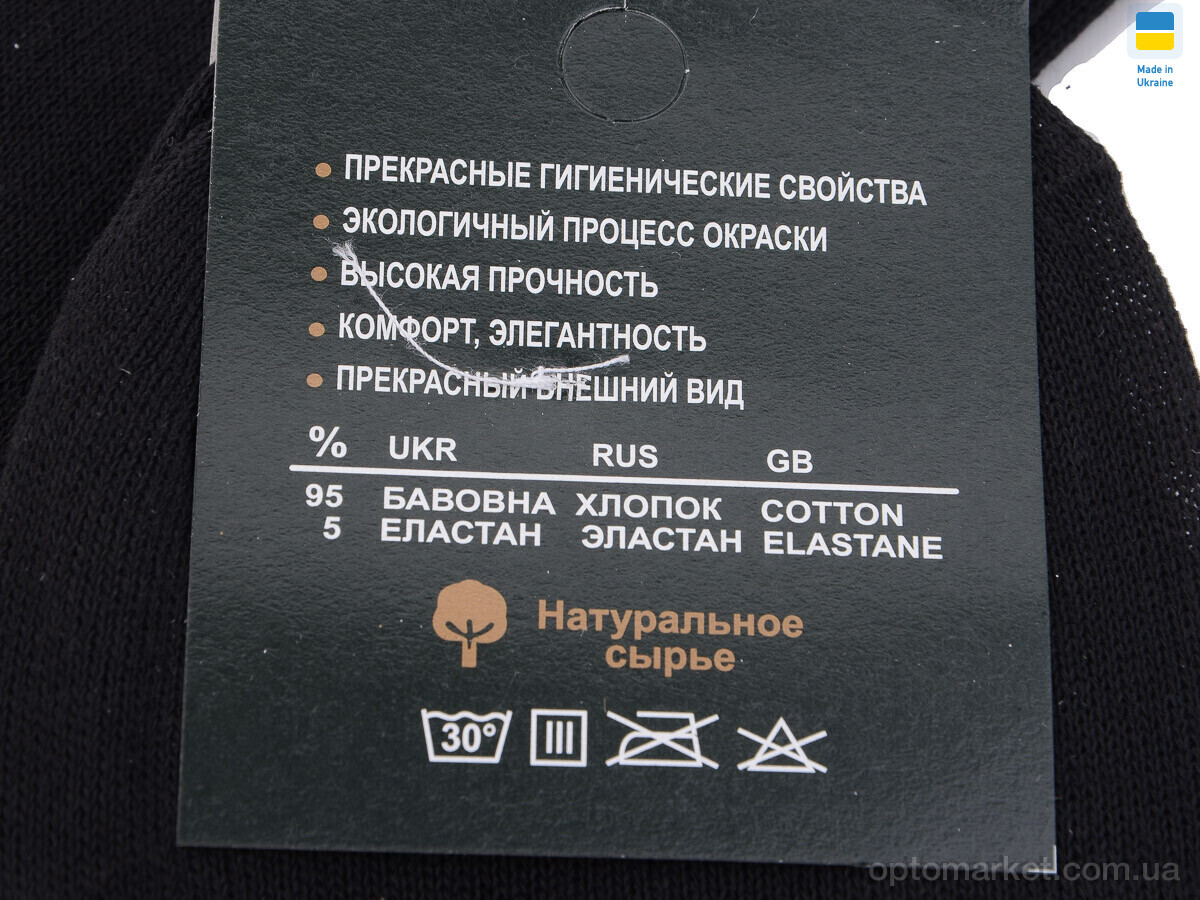 Made in
Ukraine
ПРЕКРАСНЫЕ ГИГИЕНИЧЕСКИЕ СВОЙСТВА
ЭКОЛОГИЧНЫЙ ПРОЦЕСС ОКРАСКИ
ВЫСОКАЯ ПРОЧНОСТЬ
КОМФОРТ, ЭЛЕГАНТНОСТЬ
ПРЕКРАСНЫЙ ВНЕШНИЙ ВИД
% UKR RUS GB
95 БАВОВНА ХЛОПОК COTTON
5 ЕЛАСТАН ЭЛАСТАН ELASTANE
Натуральное
сырье
30°
optomarket.com.ua